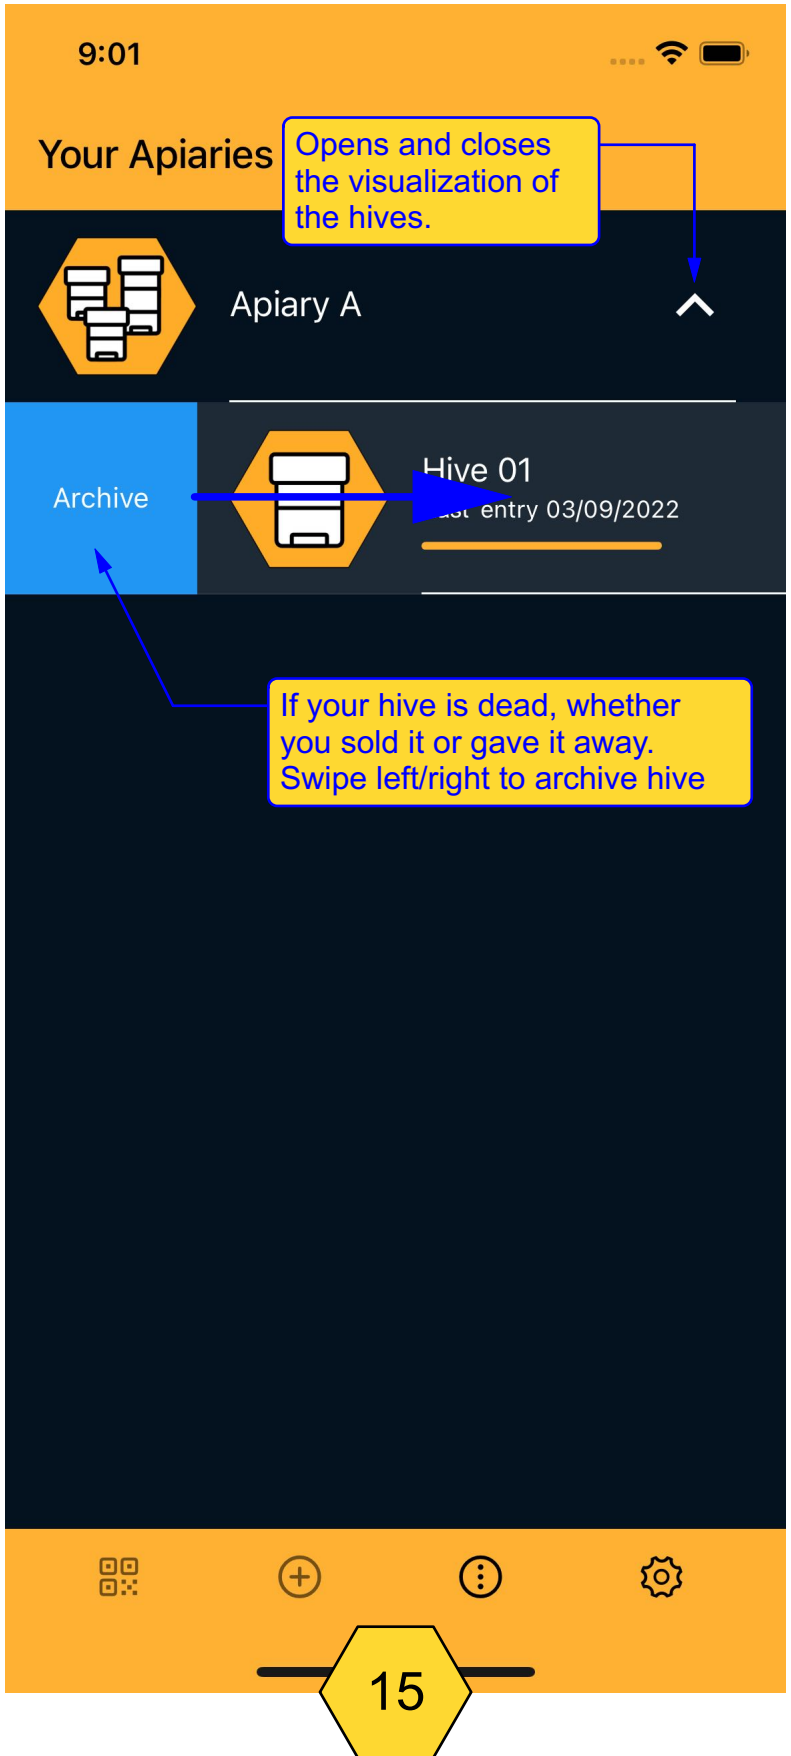 9:01
Your Apiaries
Opens and closes
the visualization of
the hives.
Apiary A
Archive
Hive 01
entry 03/09/2022
If your hive is dead, whether
you sold it or gave it away.
Swipe left/right to archive hive
15